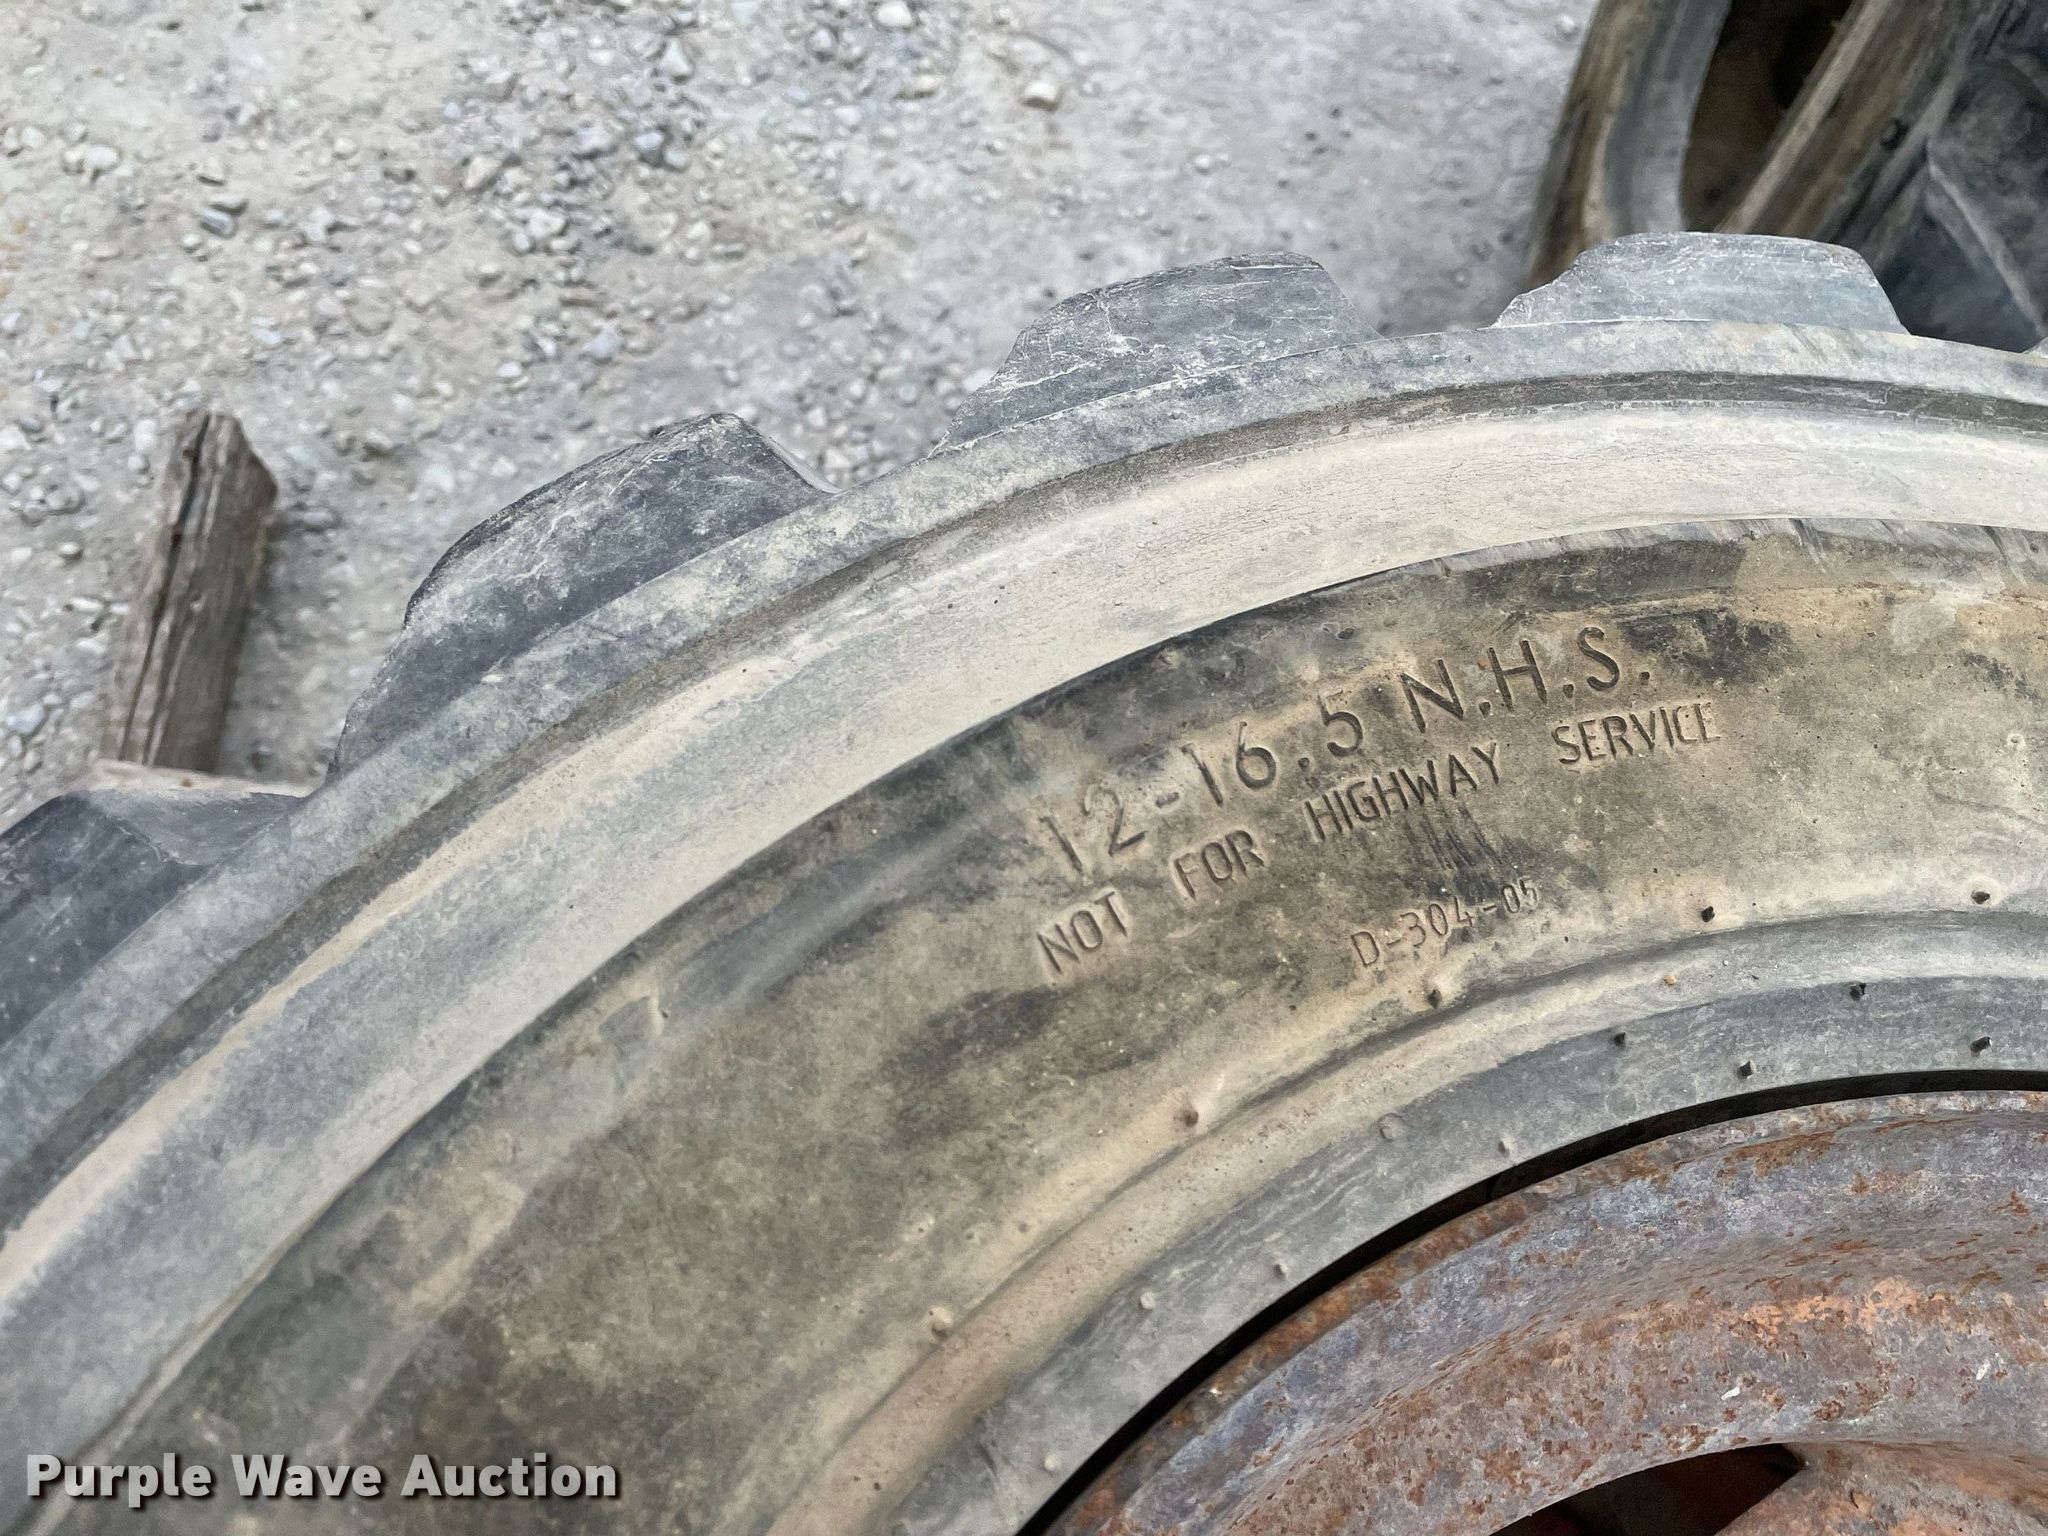 12-16.5 N.H.S.
NOT FOR HIGHWAY SERVICE
D-304-05
Purple Wave Auction